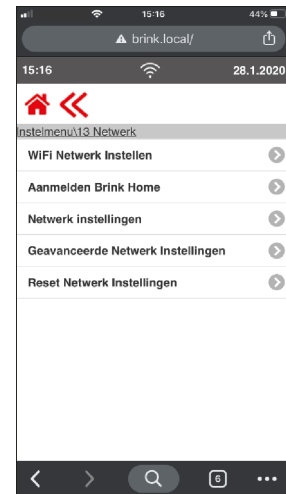 15:16
44%
brink.local/
15:16
28.1.2020
Instelmenu\13 Netwerk
WiFi Netwerk Instellen
Aanmelden Brink Home
Netwerk instellingen
Geavanceerde Netwerk Instellingen
Reset Netwerk Instellingen
6